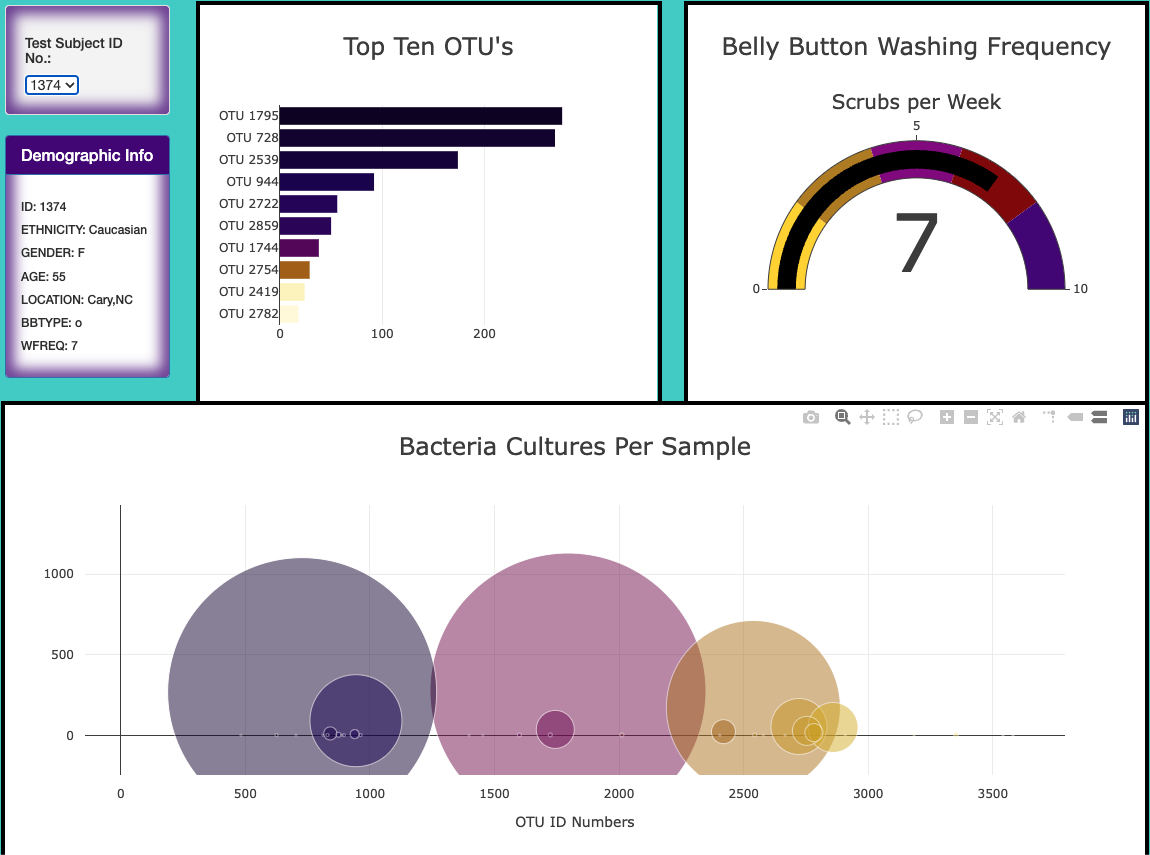 Test Subject ID
No.:
1374
Demographic Info
ID: 1374
ETHNICITY: Caucasian
GENDER: F
AGE: 55
LOCATION: Cary,NC
BBTYPE: o
WFREQ: 7
Top Ten OTU's
OTU 1795
OTU 728
OTU 2539
OTU 944
OTU 2722
OTU 2859
OTU 1744
OTU 2754
OTU 2419
OTU 2782
0
100
200
Belly Button Washing Frequency
Scrubs per Week
5
7
0
10
Bacteria Cultures Per Sample
1000
500
0
0
500
1000
1500
2000
2500
3000
3500
OTU ID Numbers